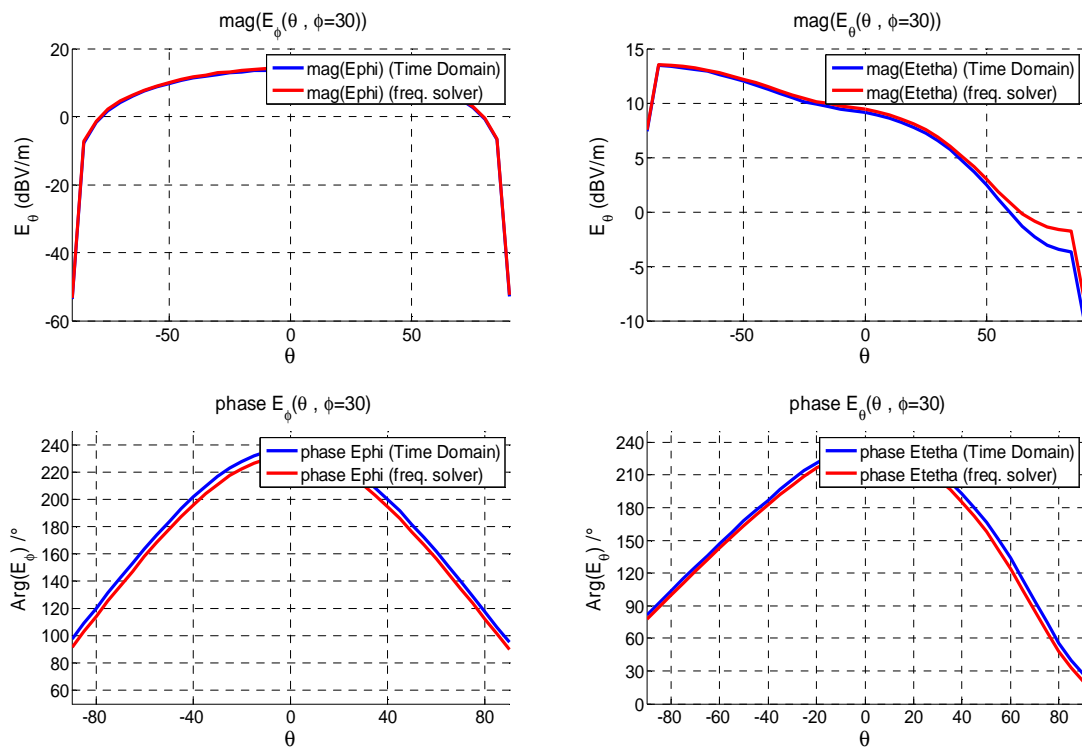 mag(E_ϕ(θ , ϕ=30))
20
0
-20
-40
-60
E_θ (dBV/m)
-50
0
50
θ
mag(Ephi) (Time Domain)
mag(Ephi) (freq. solver)
mag(E_θ(θ , ϕ=30))
15
10
5
0
-5
-10
E_θ (dBV/m)
-50
0
50
θ
mag(Etetha) (Time Domain)
mag(Etetha) (freq. solver)
phase E_ϕ(θ , ϕ=30)
240
220
200
180
160
140
120
100
80
60
Arg(E_ϕ) /°
-80
-40
0
40
80
θ
phase Ephi (Time Domain)
phase Ephi (freq. solver)
phase E_θ(θ , ϕ=30)
240
210
180
150
120
90
60
30
0
Arg(E_θ) /°
-80
-60
-40
-20
0
20
40
60
80
θ
phase Etetha (Time Domain)
phase Etetha (freq. solver)